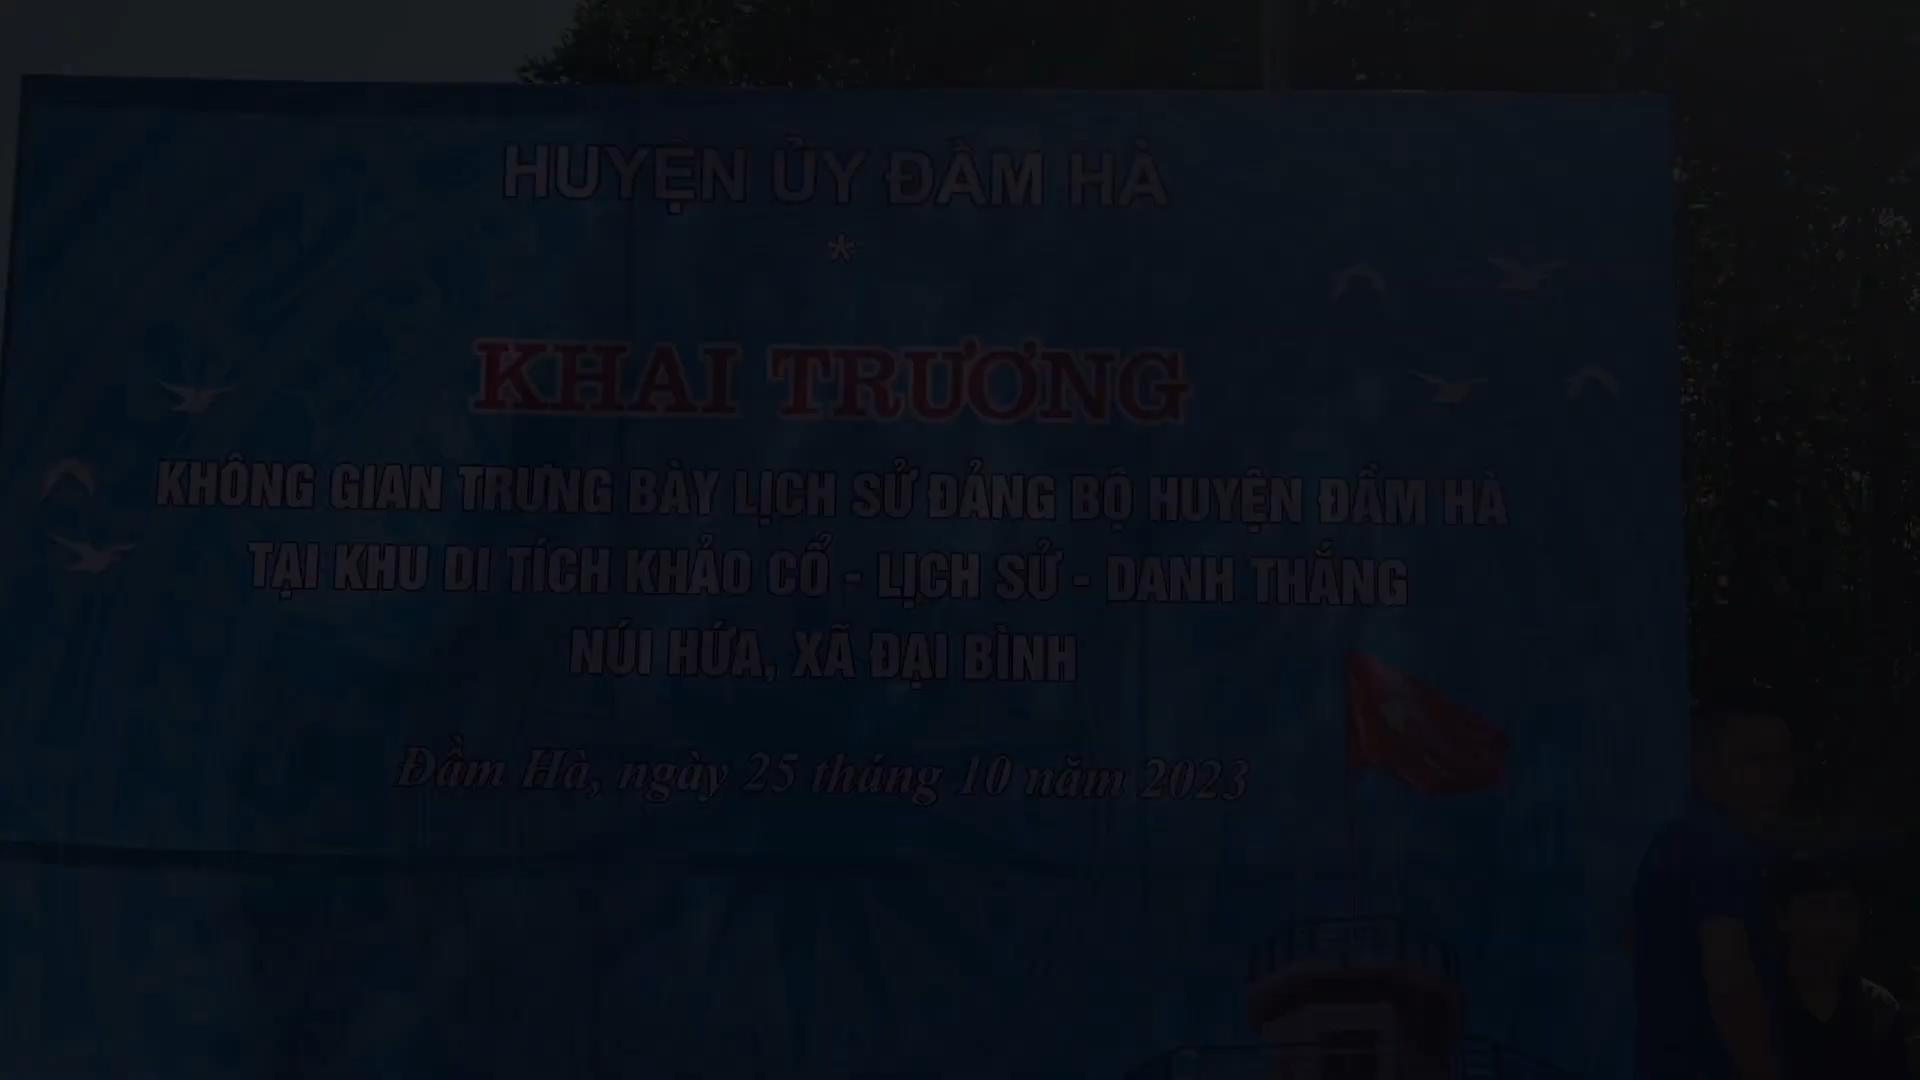 HUYỆN ỦY ĐẦM HÀ
*
KHAI TRƯƠNG
KHÔNG GIAN TRƯNG BÀY LỊCH SỬ ĐẢNG BỘ HUYỆN ĐẦM HÀ
TẠI KHU DI TÍCH KHẢO CỔ - LỊCH SỬ - DANH THẮNG
NÚI HỨA, XÃ ĐẠI BÌNH
Đầm Hà, ngày 25 tháng 10 năm 2023